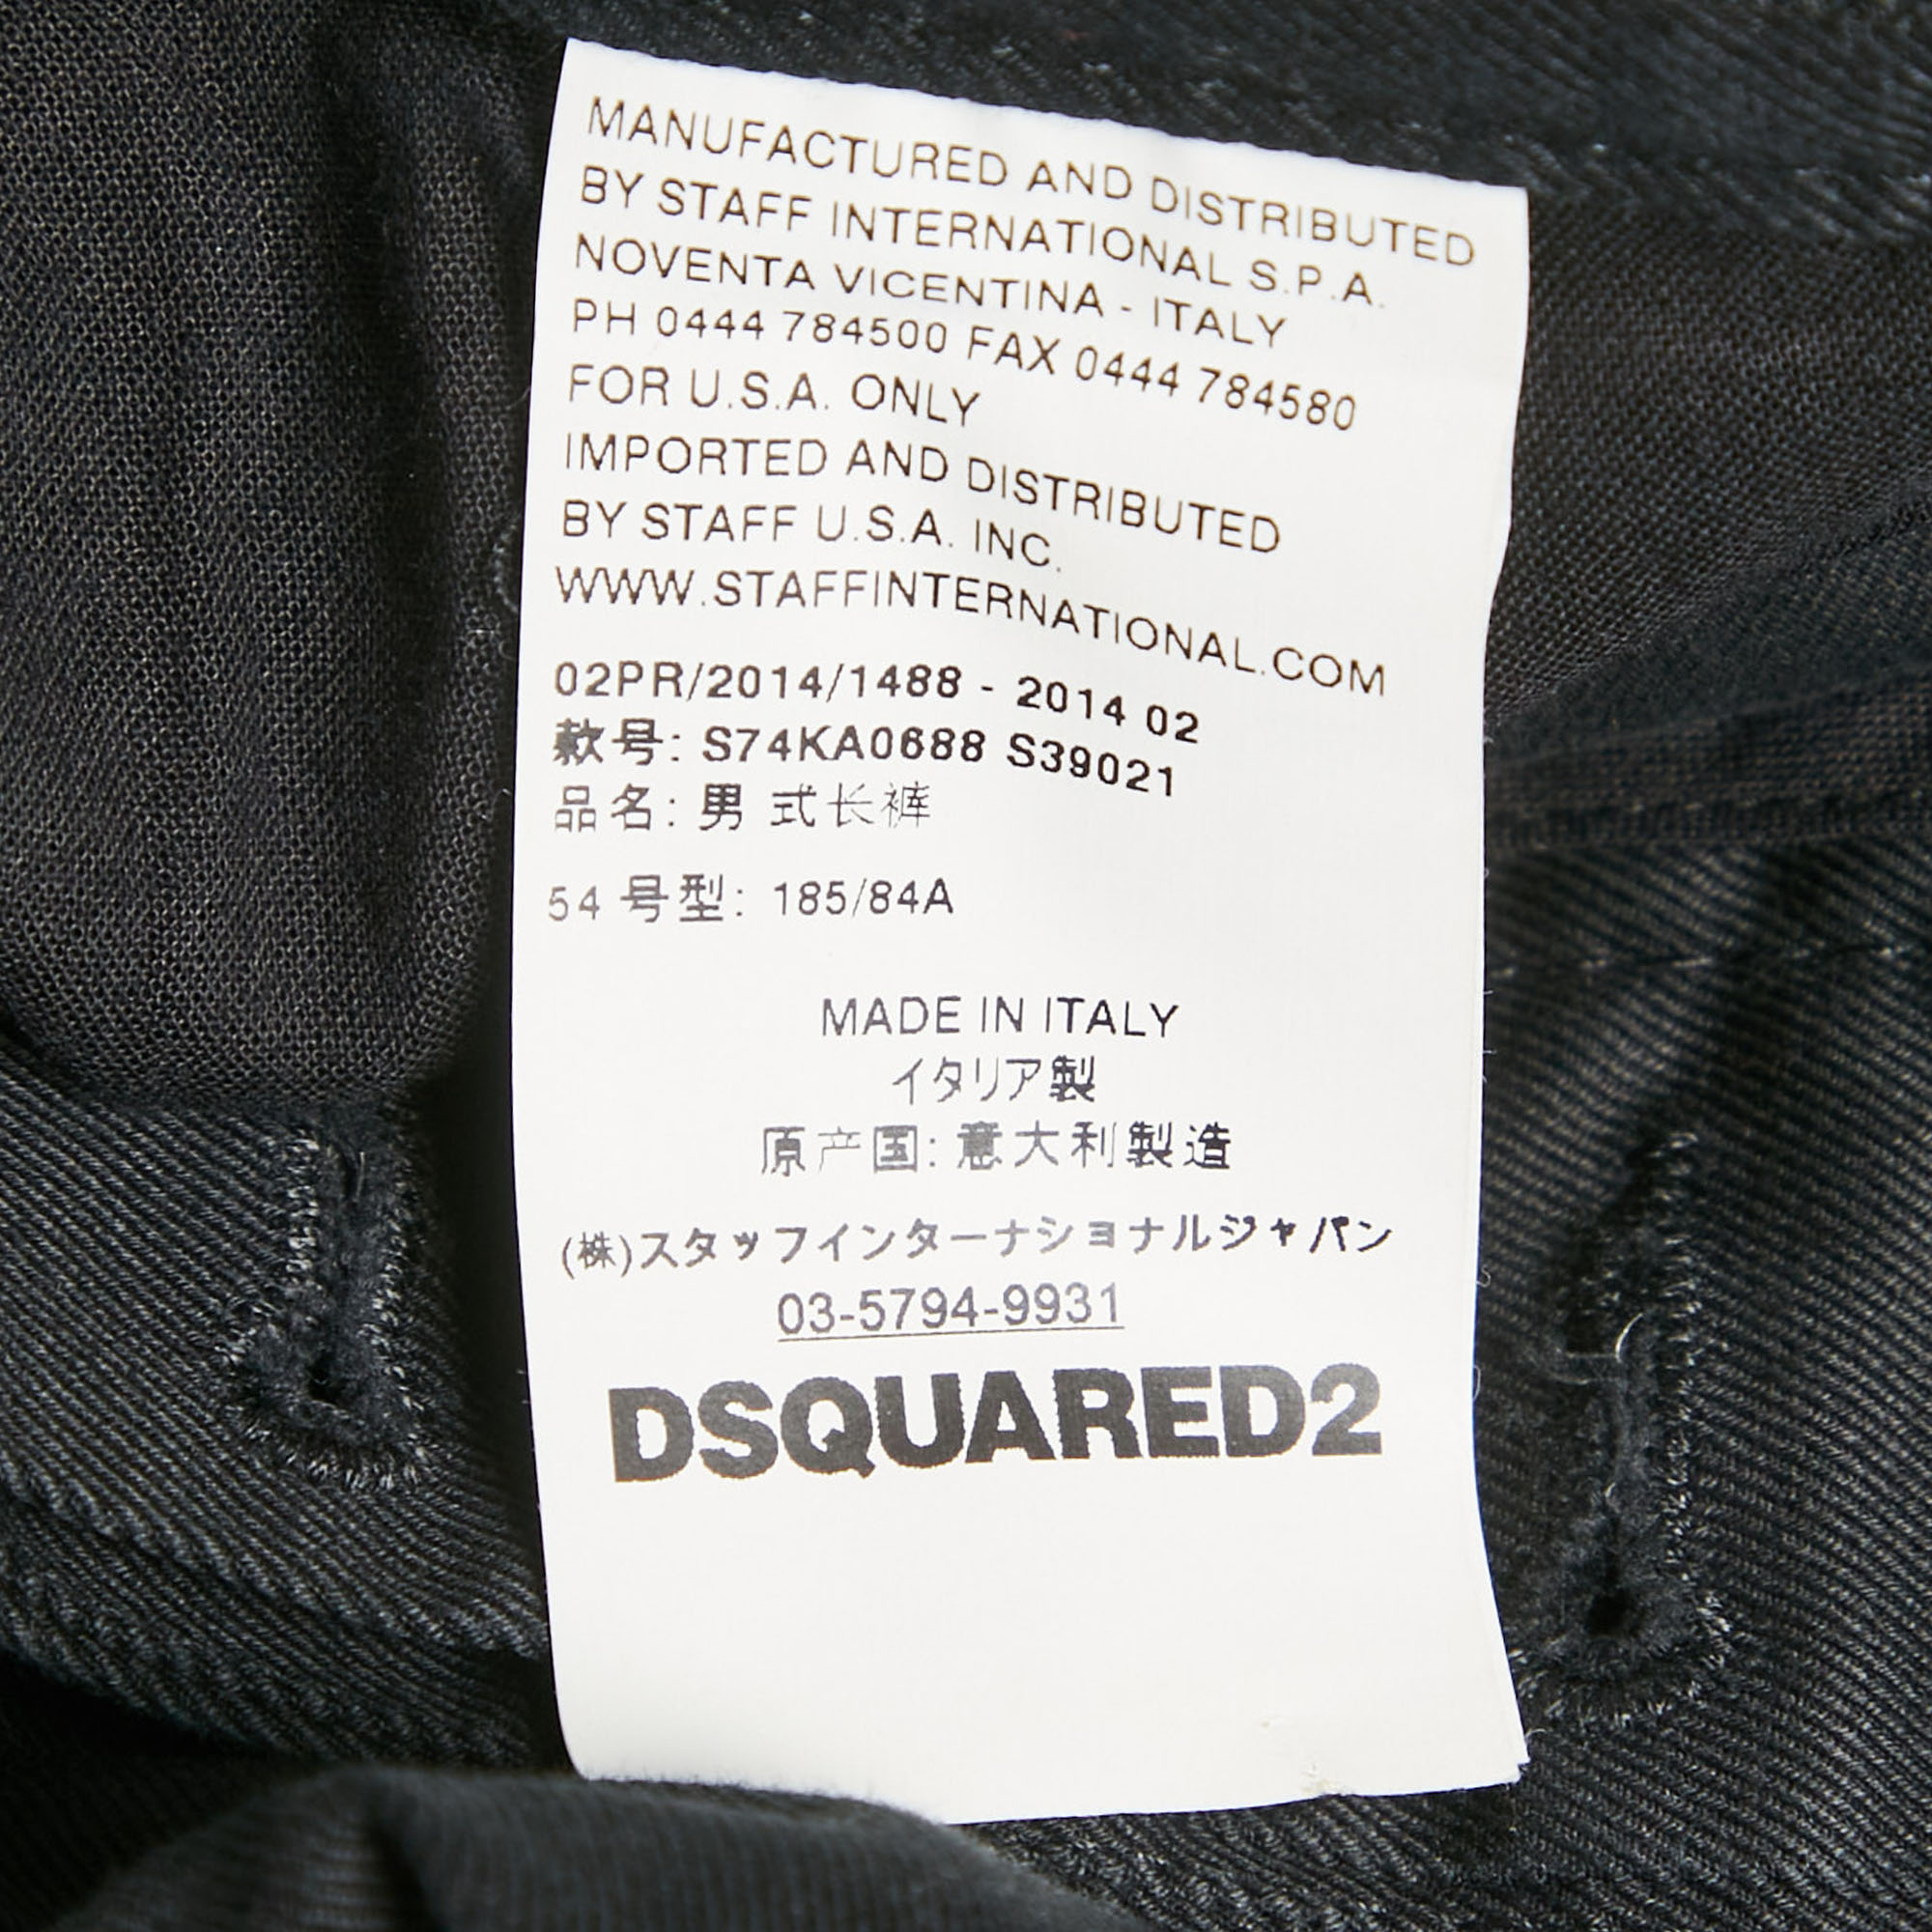 MANUFACTURED AND DISTRIBUTED
BY STAFF INTERNATIONAL S.P.A.
NOVENTA VICENTINA - ITALY
PH 0444 784500 FAX 0444 784580
FOR U.S.A. ONLY
IMPORTED AND DISTRIBUTED
BY STAFF U.S.A. INC.
WWW.STAFFINTERNATIONAL.COM
02PR/2014/1488 - 2014 02
款号: S74KA0688 S39021
品名: 男 式长裤
54 号型: 185/84A
MADE IN ITALY
イタリア製
原产国: 意大利製造
(株)スタッフインターナショナルジャパン
03-5794-9931
DSQUARED2